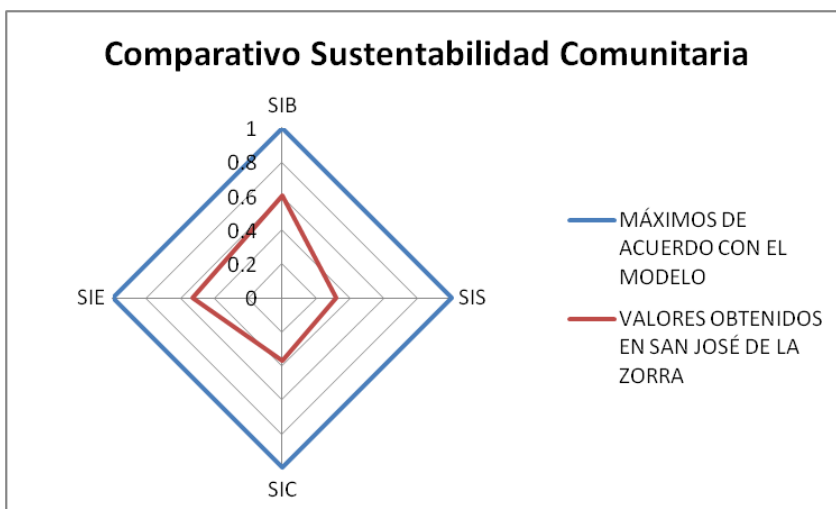 Comparativo Sustentabilidad Comunitaria
SIB
1
0.8
0.6
0.4
0.2
0
SIE
SIS
SIC
MÁXIMOS DE
ACUERDO CON EL
MODELO
VALORES OBTENIDOS
EN SAN JOSÉ DE LA
ZORRA